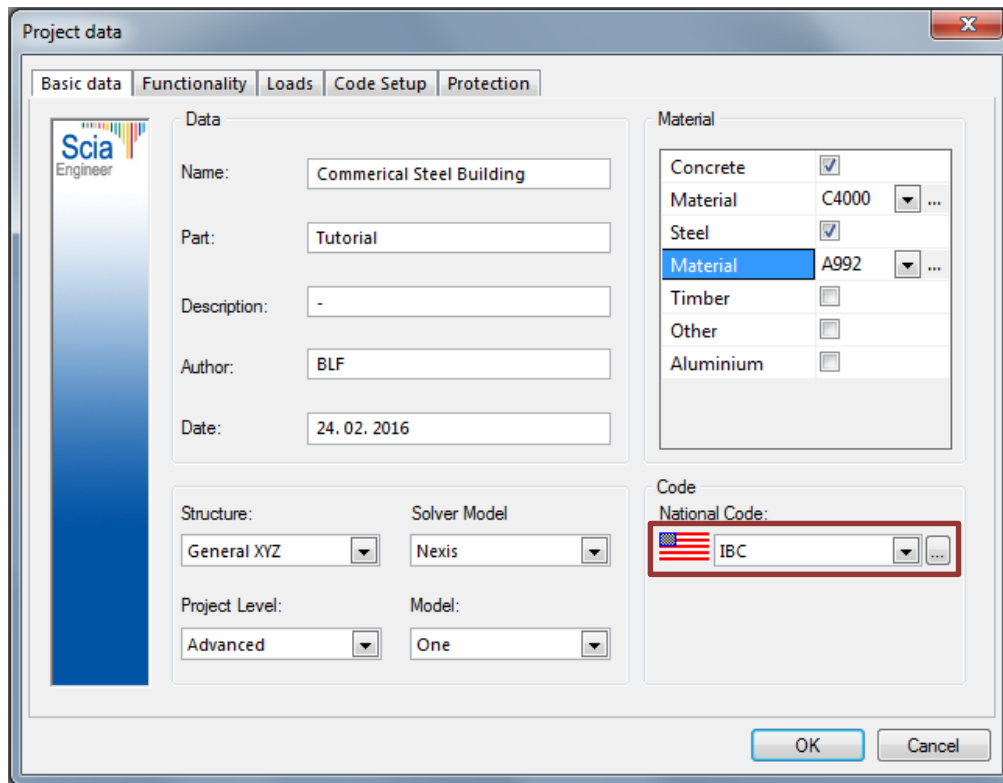 Project data
Basic data Functionality Loads Code Setup Protection
Scia
Engineer
Data
Name: Commerical Steel Building
Part: Tutorial
Description: -
Author: BLF
Date: 24. 02. 2016
Material
Concrete
Material C4000 ...
Steel
Material A992 ...
Timber
Other
Aluminium
Structure: Solver Model
General XYZ Nexis
Project Level: Model:
Advanced One
Code
National Code:
IBC ...
OK Cancel